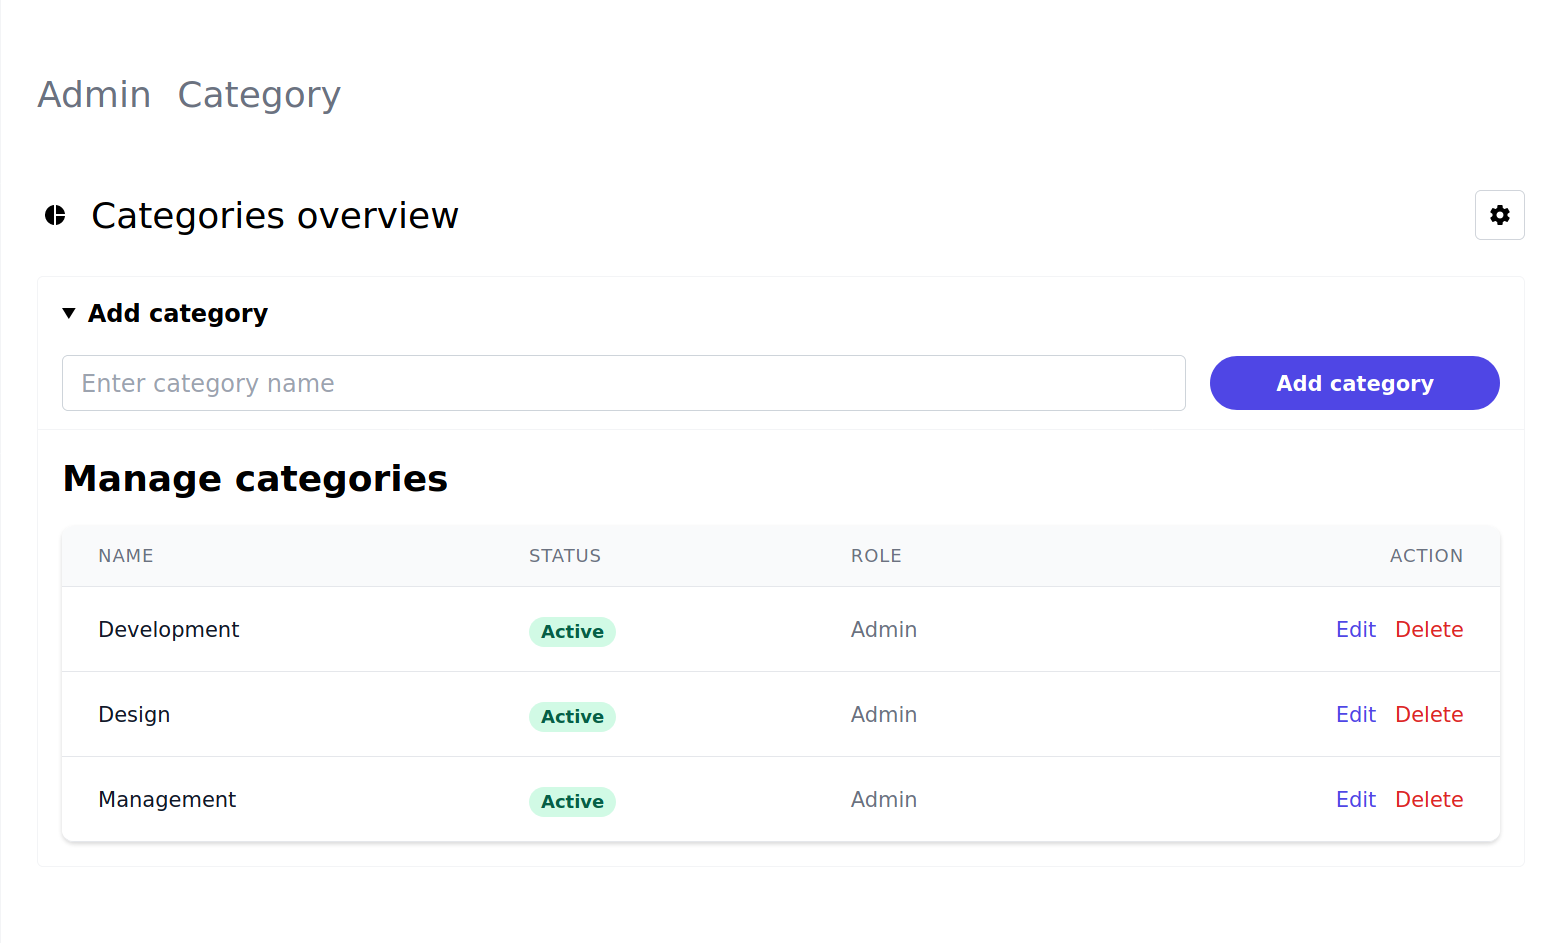 Admin Category
Categories overview
Add category
Enter category name Add category
Manage categories
NAME STATUS ROLE ACTION
Development Active Admin Edit Delete
Design Active Admin Edit Delete
Management Active Admin Edit Delete